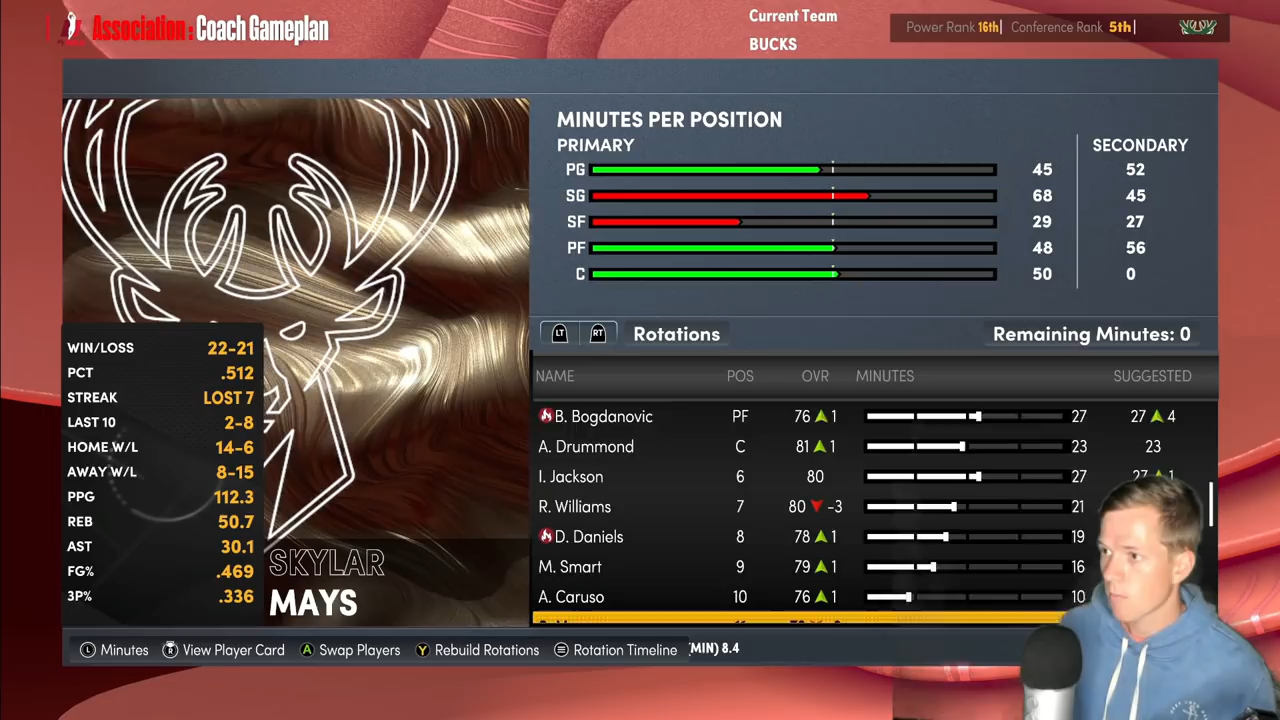 Association : Coach Gameplan
Current Team
BUCKS
Power Rank 16th| Conference Rank 5th|
MINUTES PER POSITION
PRIMARY
SECONDARY
PG 45 52
SG 68 45
SF 29 27
PF 48 56
C 50 0
LT RT Rotations Remaining Minutes: 0
NAME POS OVR MINUTES SUGGESTED
B. Bogdanovic PF 76 1 27 27 4
A. Drummond C 81 1 23 23
I. Jackson 6 80 27 27 1
R. Williams 7 80 -3 21
D. Daniels 8 78 1 19
M. Smart 9 79 1 16
A. Caruso 10 76 1 10
WIN/LOSS 22-21
PCT .512
STREAK LOST 7
LAST 10 2-8
HOME W/L 14-6
AWAY W/L 8-15
PPG 112.3
REB 50.7
AST 30.1
FG% .469
3P% .336
SKYLAR
MAYS
L Minutes R View Player Card A Swap Players Y Rebuild Rotations Rotation Timeline (MIN) 8.4